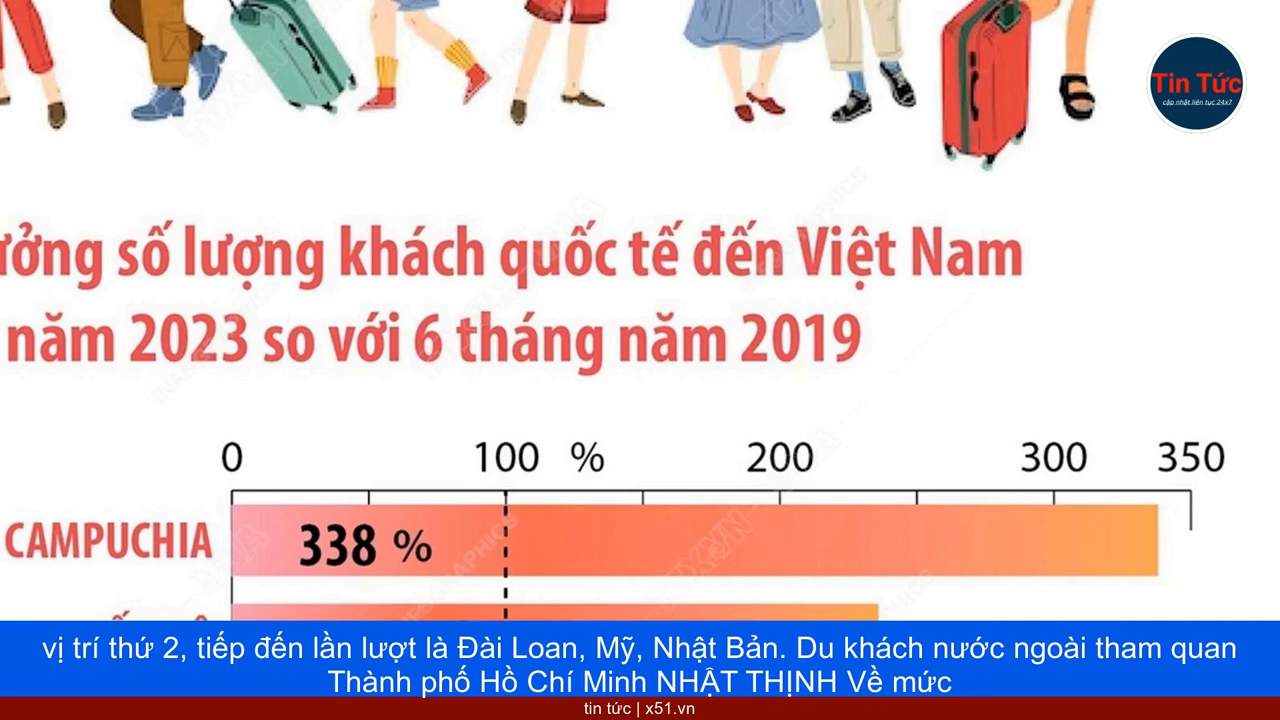 Tin Tức
cập nhật liên tục 24x7
ưởng số lượng khách quốc tế đến Việt Nam
năm 2023 so với 6 tháng năm 2019
0 100 % 200 300 350
CAMPUCHIA 338 %
vị trí thứ 2, tiếp đến lần lượt là Đài Loan, Mỹ, Nhật Bản. Du khách nước ngoài tham quan
Thành phố Hồ Chí Minh NHẬT THỊNH Về mức
tin tức | x51.vn